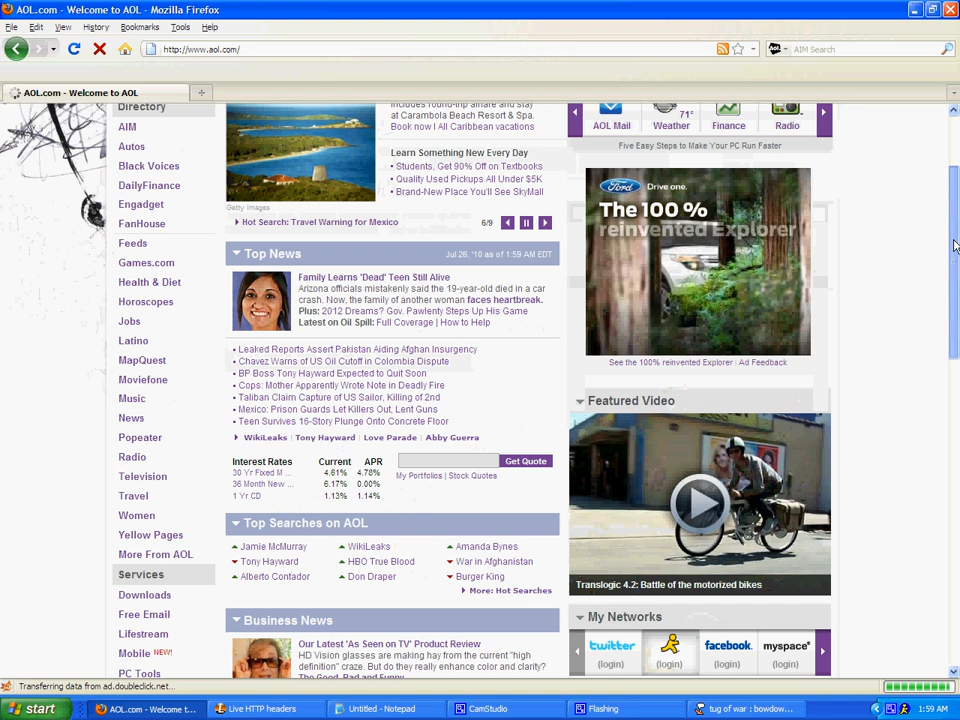 AOL.com - Welcome to AOL - Mozilla Firefox
File Edit View History Bookmarks Tools Help
http://www.aol.com/
AIM Search
AOL.com - Welcome to AOL
Directory
AIM
Autos
Black Voices
DailyFinance
Engadget
FanHouse
Feeds
Games.com
Health & Diet
Horoscopes
Jobs
Latino
MapQuest
Moviefone
Music
News
Popeater
Radio
Television
Travel
Women
Yellow Pages
More From AOL
Services
Downloads
Free Email
Lifestream
Mobile NEW!
PC Tools
includes round-trip airfare and stay
at Carambola Beach Resort & Spa.
Book now | All Caribbean vacations
Learn Something New Every Day
• Students, Get 90% Off on Textbooks
• Quality Used Pickups All Under $5K
• Brand-New Place You'll See SkyMall
Getty Images
Hot Search: Travel Warning for Mexico
6/9
Top News
Jul 26, '10 as of 1:59 AM EDT
Family Learns 'Dead' Teen Still Alive
Arizona officials mistakenly said the 19-year-old died in a car
crash. Now, the family of another woman faces heartbreak.
Plus: 2012 Dreams? Gov. Pawlenty Steps Up His Game
Latest on Oil Spill: Full Coverage | How to Help
• Leaked Reports Assert Pakistan Aiding Afghan Insurgency
• Chavez Warns of US Oil Cutoff in Colombia Dispute
• BP Boss Tony Hayward Expected to Quit Soon
• Cops: Mother Apparently Wrote Note in Deadly Fire
• Taliban Claim Capture of US Sailor, Killing of 2nd
• Mexico: Prison Guards Let Killers Out, Lent Guns
• Teen Survives 16-Story Plunge Onto Concrete Floor
WikiLeaks | Tony Hayward | Love Parade | Abby Guerra
Interest Rates Current APR
30 Yr Fixed M ... 4.61% 4.78%
36 Month New ... 6.17% 0.00%
1 Yr CD 1.13% 1.14%
Get Quote
My Portfolios | Stock Quotes
Top Searches on AOL
Jamie McMurray WikiLeaks Amanda Bynes
Tony Hayward HBO True Blood War in Afghanistan
Alberto Contador Don Draper Burger King
More: Hot Searches
Business News
Our Latest 'As Seen on TV' Product Review
HD Vision glasses are making hay from the current "high
definition" craze. But do they really enhance color and clarity?
The Good, Bad and Funny
71°
AOL Mail Weather Finance Radio
Five Easy Steps to Make Your PC Run Faster
Ford Drive one.
The 100 %
reinvented Explorer
See the 100% reinvented Explorer | Ad Feedback
Featured Video
Translogic 4.2: Battle of the motorized bikes
My Networks
twitter facebook myspace
(login) (login) (login) (login)
Transferring data from ad.doubleclick.net...
start
AOL.com - Welcome t...
Live HTTP headers
Untitled - Notepad
CamStudio
Flashing
tug of war : bowdow...
1:59 AM